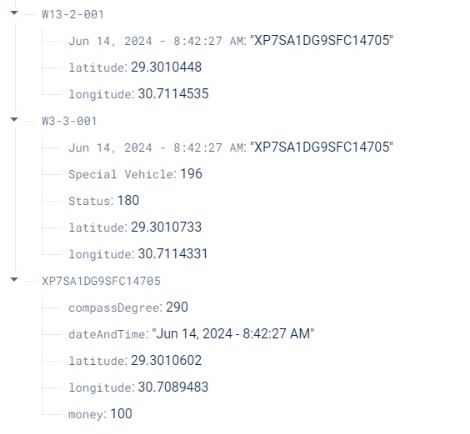 W13-2-001
Jun 14, 2024 - 8:42:27 AM: "XP7SA1DG9SFC14705"
latitude: 29.3010448
longitude: 30.7114535
W3-3-001
Jun 14, 2024 - 8:42:27 AM: "XP7SA1DG9SFC14705"
Special Vehicle: 196
Status: 180
latitude: 29.3010733
longitude: 30.7114331
XP7SA1DG9SFC14705
compassDegree: 290
dateAndTime: "Jun 14, 2024 - 8:42:27 AM"
latitude: 29.3010602
longitude: 30.7089483
money: 100